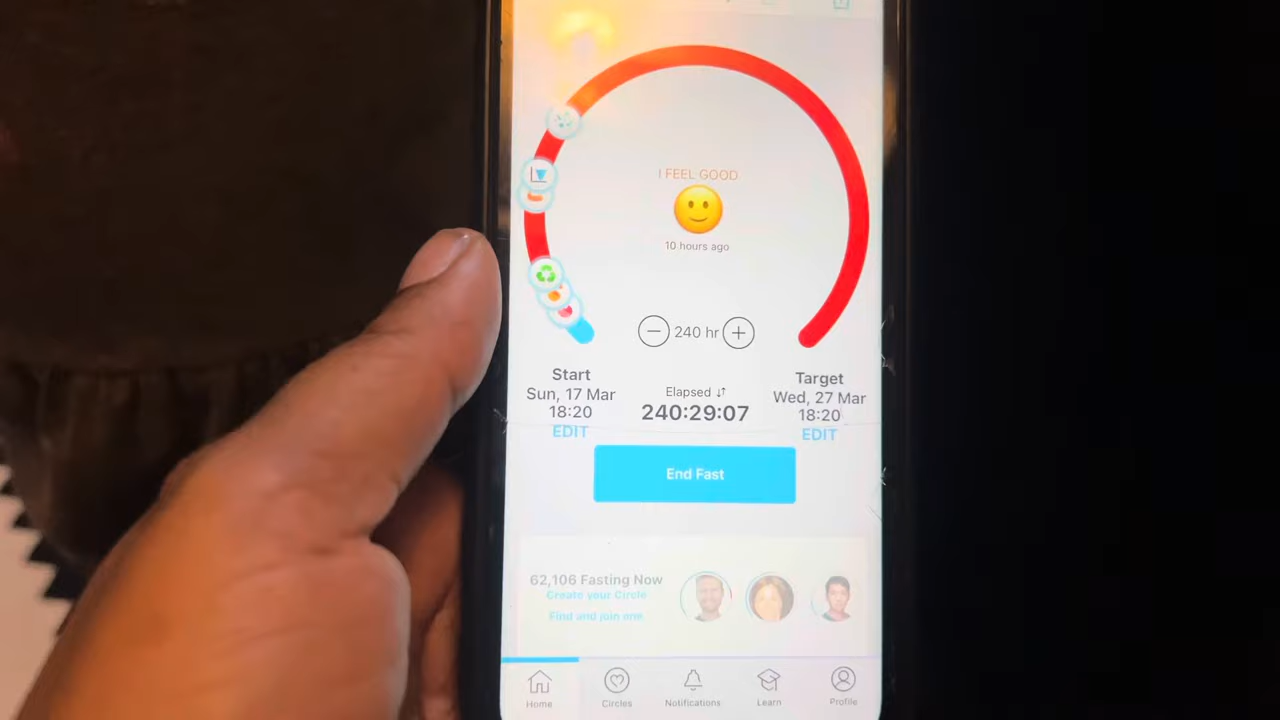 I FEEL GOOD
10 hours ago
240 hr
Start
Sun, 17 Mar
18:20
EDIT
Elapsed
240:29:07
Target
Wed, 27 Mar
18:20
EDIT
End Fast
62,106 Fasting Now
Create your Circle
Find and join one
Home
Circles
Notifications
Learn
Profile